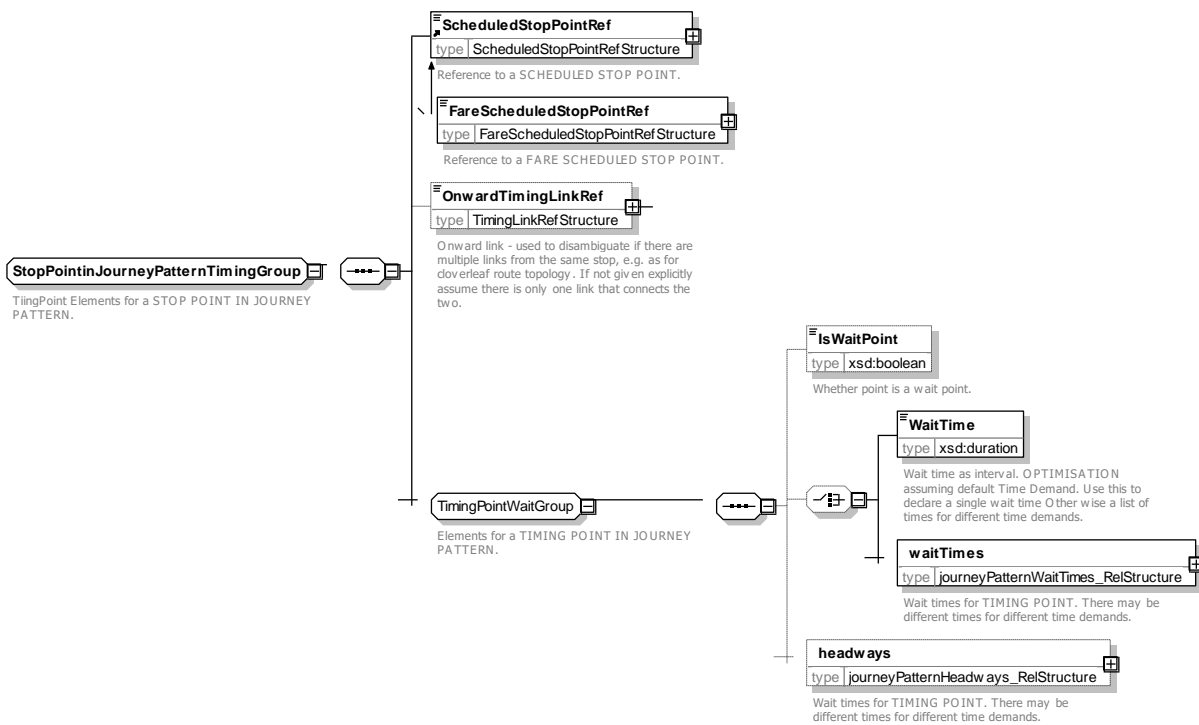 ScheduledStopPointRef
type ScheduledStopPointRefStructure
Reference to a SCHEDULED STOP POINT.
FareScheduledStopPointRef
type FareScheduledStopPointRefStructure
Reference to a FARE SCHEDULED STOP POINT.
OnwardTimingLinkRef
type TimingLinkRefStructure
Onward link - used to disambiguate if there are
multiple links from the same stop, e.g. as for
cloverleaf route topology. If not given explicitly
assume there is only one link that connects the
two.
StopPointinJourneyPatternTimingGroup
TiingPoint Elements for a STOP POINT IN JOURNEY
PATTERN.
IsWaitPoint
type xsd:boolean
Whether point is a wait point.
WaitTime
type xsd:duration
Wait time as interval. OPTIMISATION
assuming default Time Demand. Use this to
declare a single wait time Other wise a list of
times for different time demands.
TimingPointWaitGroup
Elements for a TIMING POINT IN JOURNEY
PATTERN.
waitTimes
type journeyPatternWaitTimes_RelStructure
Wait times for TIMING POINT. There may be
different times for different time demands.
headways
type journeyPatternHeadways_RelStructure
Wait times for TIMING POINT. There may be
different times for different time demands.